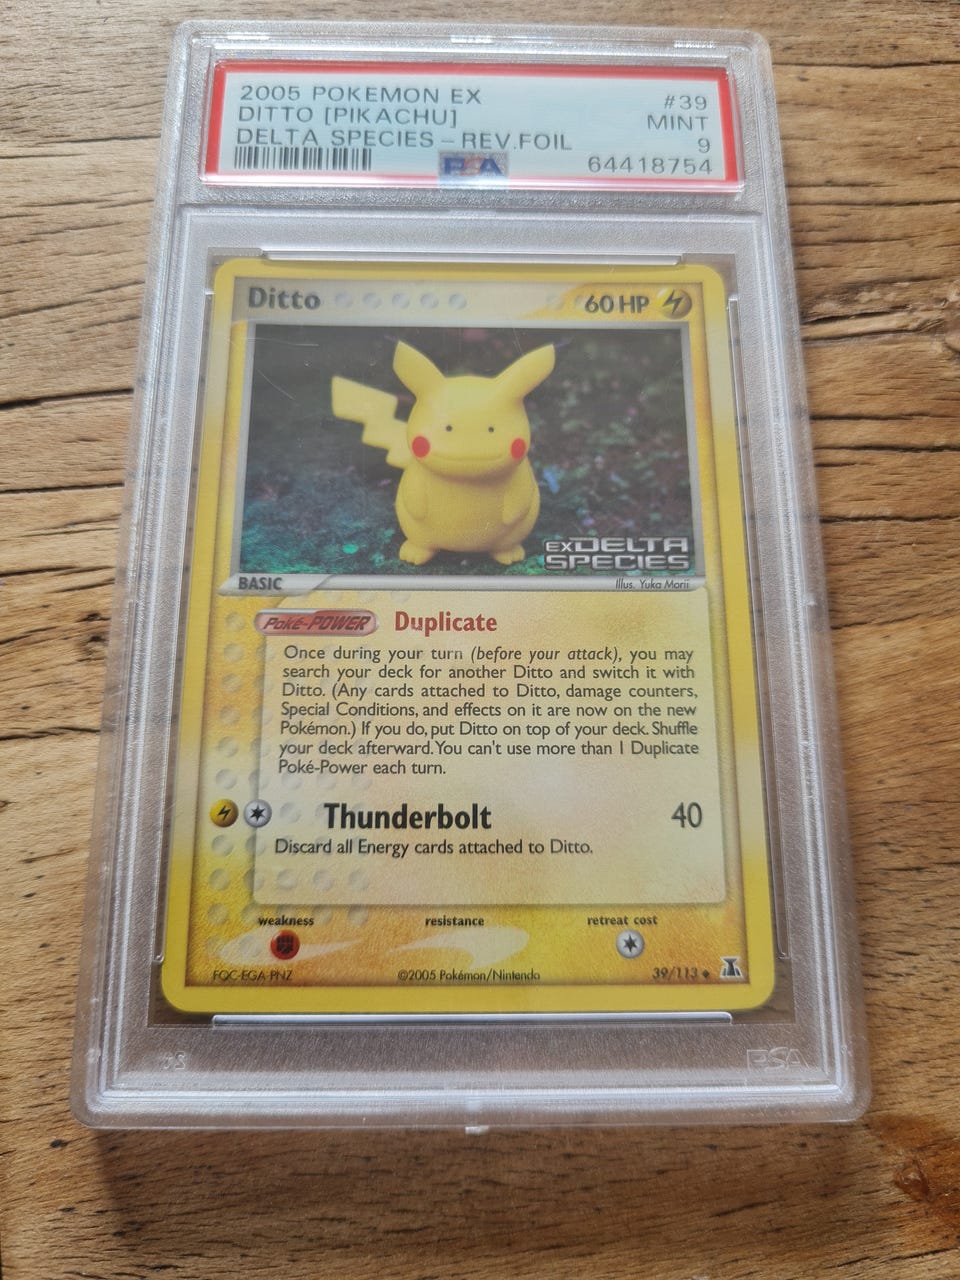 2005 POKEMON EX #39
DITTO [PIKACHU] MINT
DELTA SPECIES - REV.FOIL 9
PSA 64418754
Ditto 60 HP
EX DELTA
SPECIES
BASIC Illus. Yuka Morii
Poké-POWER Duplicate
Once during your turn (before your attack), you may
search your deck for another Ditto and switch it with
Ditto. (Any cards attached to Ditto, damage counters,
Special Conditions, and effects on it are now on the new
Pokémon.) If you do, put Ditto on top of your deck. Shuffle
your deck afterward. You can't use more than 1 Duplicate
Poké-Power each turn.
Thunderbolt 40
Discard all Energy cards attached to Ditto.
weakness resistance retreat cost
FQC-EGA-PNZ ©2005 Pokémon/Nintendo 39/113
PSA